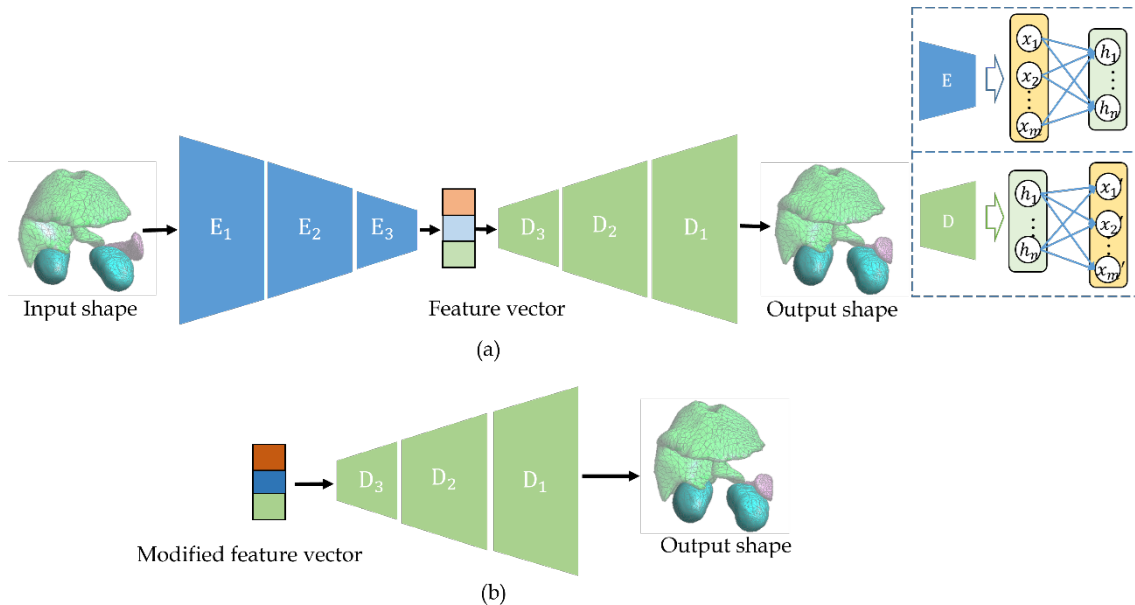 E₁
E₂
E₃
D₃
D₂
D₁
Input shape
Feature vector
Output shape
(a)
E
x₁
x₂
⋮
xₘ
h₁
⋮
hₙ
D
h₁
⋮
hₙ
x₁′
x₂′
⋮
xₘ′
D₃
D₂
D₁
Modified feature vector
Output shape
(b)